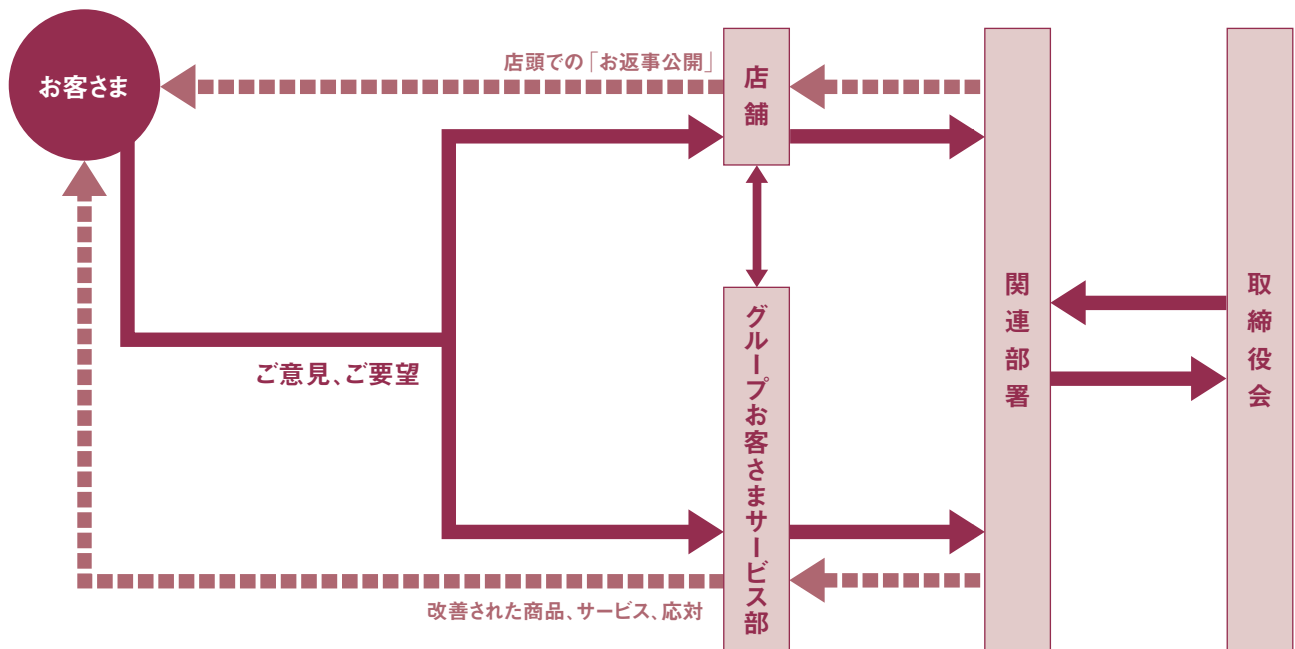 お客さま
店頭での「お返事公開」
店舗
ご意見、ご要望
グループお客さまサービス部
改善された商品、サービス、応対
関連部署
取締役会